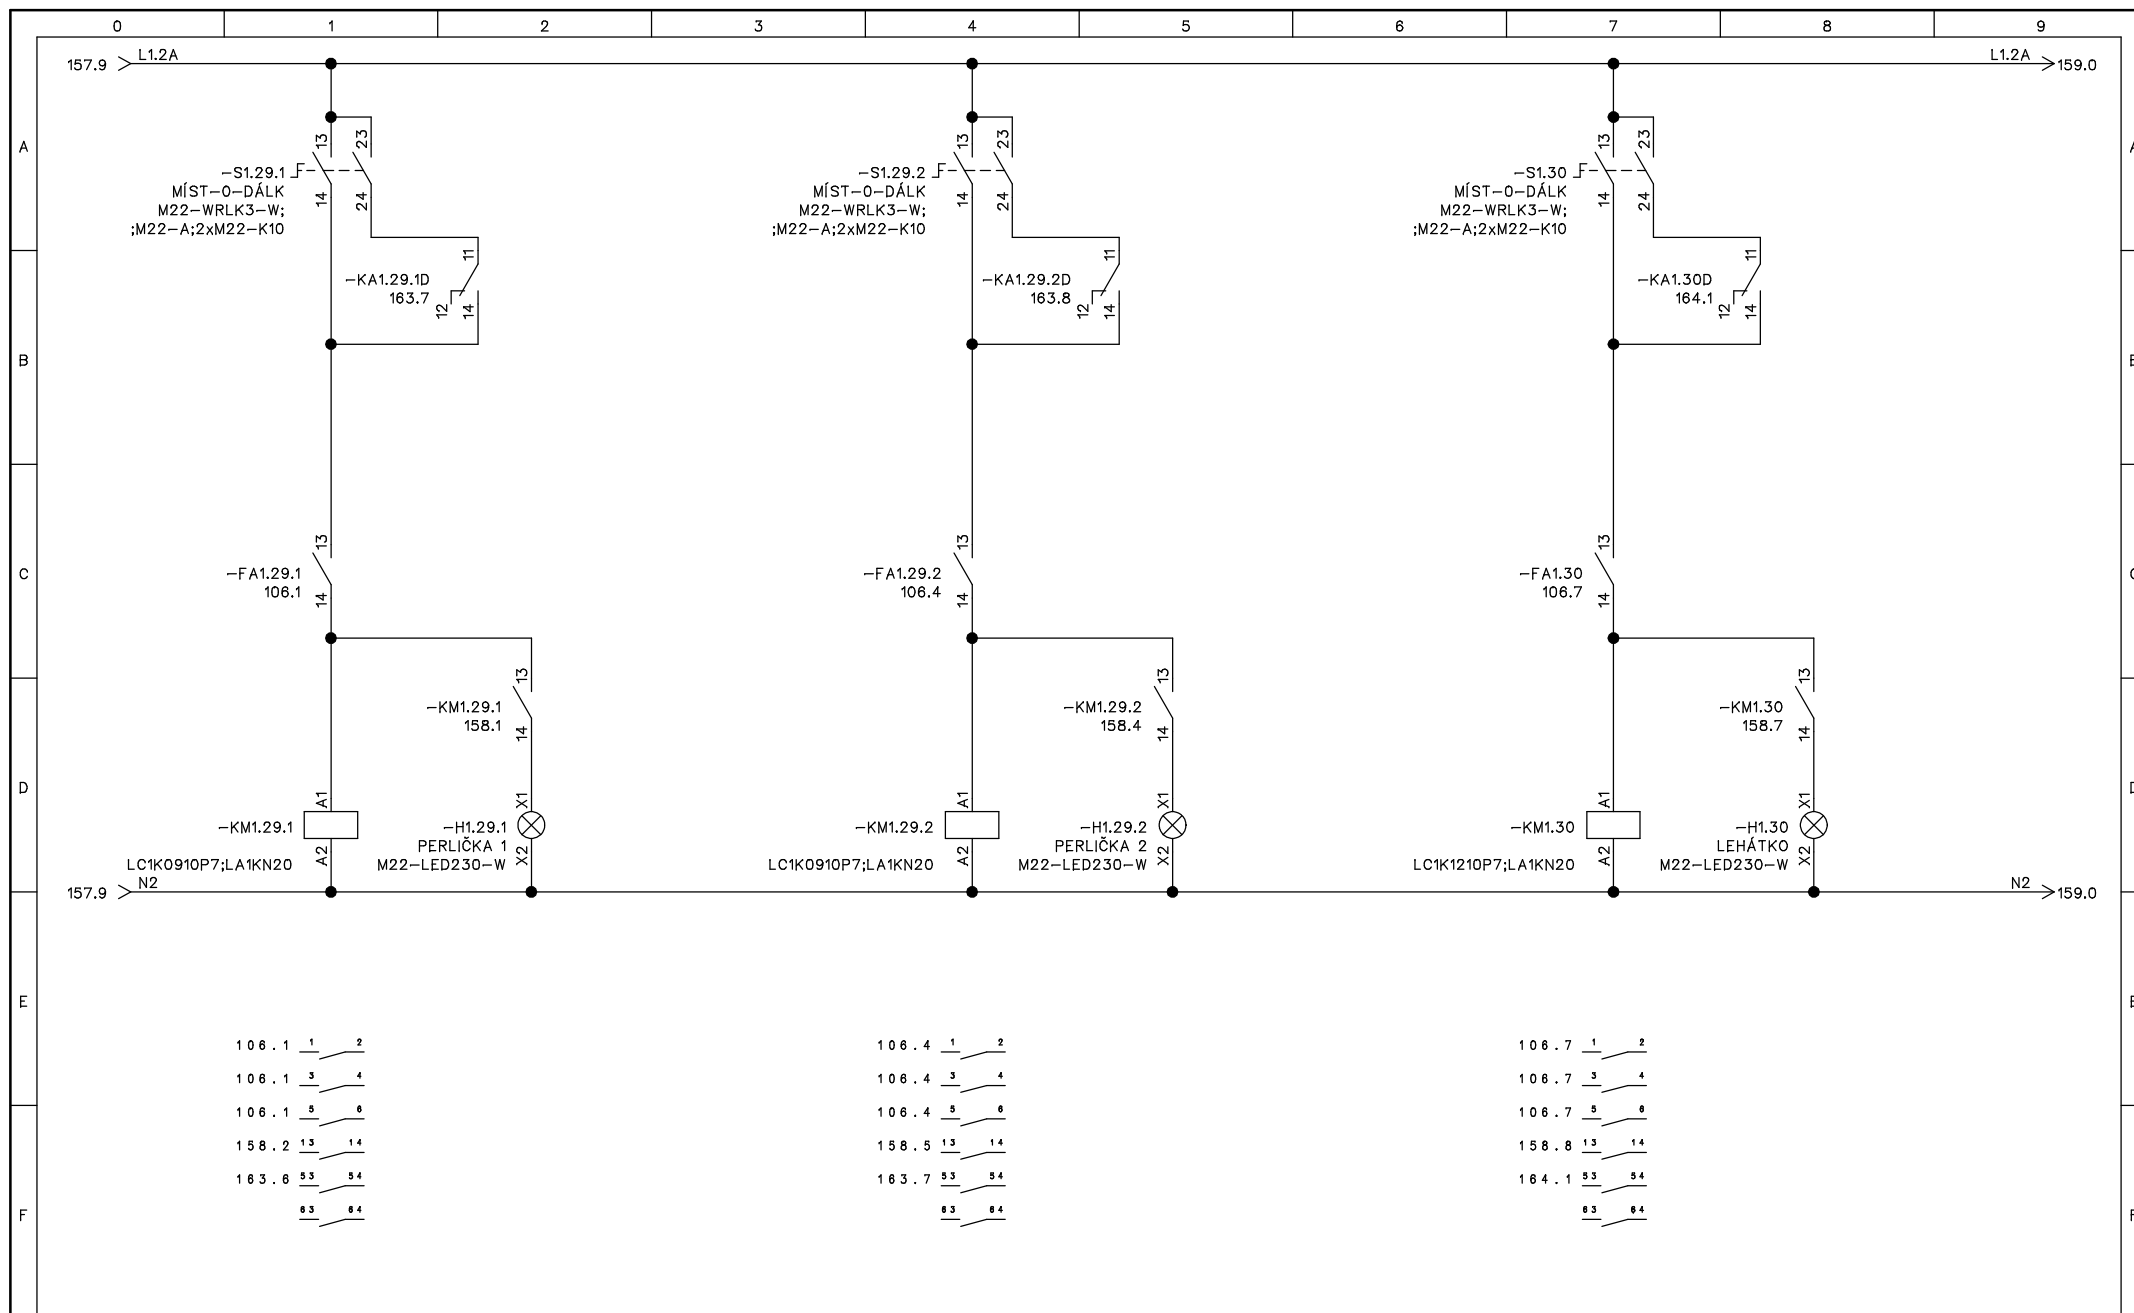 0 1 2 3 4 5 6 7 8 9
157.9 L1.2A L1.2A 159.0
A
13 23
-S1.29.1
MÍST-0-DÁLK
M22-WRLK3-W;
;M22-A;2xM22-K10
14 24
13 23
-S1.29.2
MÍST-0-DÁLK
M22-WRLK3-W;
;M22-A;2xM22-K10
14 24
13 23
-S1.30
MÍST-0-DÁLK
M22-WRLK3-W;
;M22-A;2xM22-K10
14 24
B
11
-KA1.29.1D
163.7
12 14
11
-KA1.29.2D
163.8
12 14
11
-KA1.30D
164.1
12 14
C
13
-FA1.29.1
106.1
14
13
-FA1.29.2
106.4
14
13
-FA1.30
106.7
14
13
-KM1.29.1
158.1
14
13
-KM1.29.2
158.4
14
13
-KM1.30
158.7
14
D
A1
-KM1.29.1
A2
LC1K0910P7;LA1KN20
X1
-H1.29.1
PERLIČKA 1
M22-LED230-W
X2
A1
-KM1.29.2
A2
LC1K0910P7;LA1KN20
X1
-H1.29.2
PERLIČKA 2
M22-LED230-W
X2
A1
-KM1.30
A2
LC1K1210P7;LA1KN20
X1
-H1.30
LEHÁTKO
M22-LED230-W
X2
157.9 N2 N2 159.0
E
106.1 1 2
106.1 3 4
106.1 5 6
158.2 13 14
163.6 53 54
63 64
106.4 1 2
106.4 3 4
106.4 5 6
158.5 13 14
163.7 53 54
63 64
106.7 1 2
106.7 3 4
106.7 5 6
158.8 13 14
164.1 53 54
63 64
F